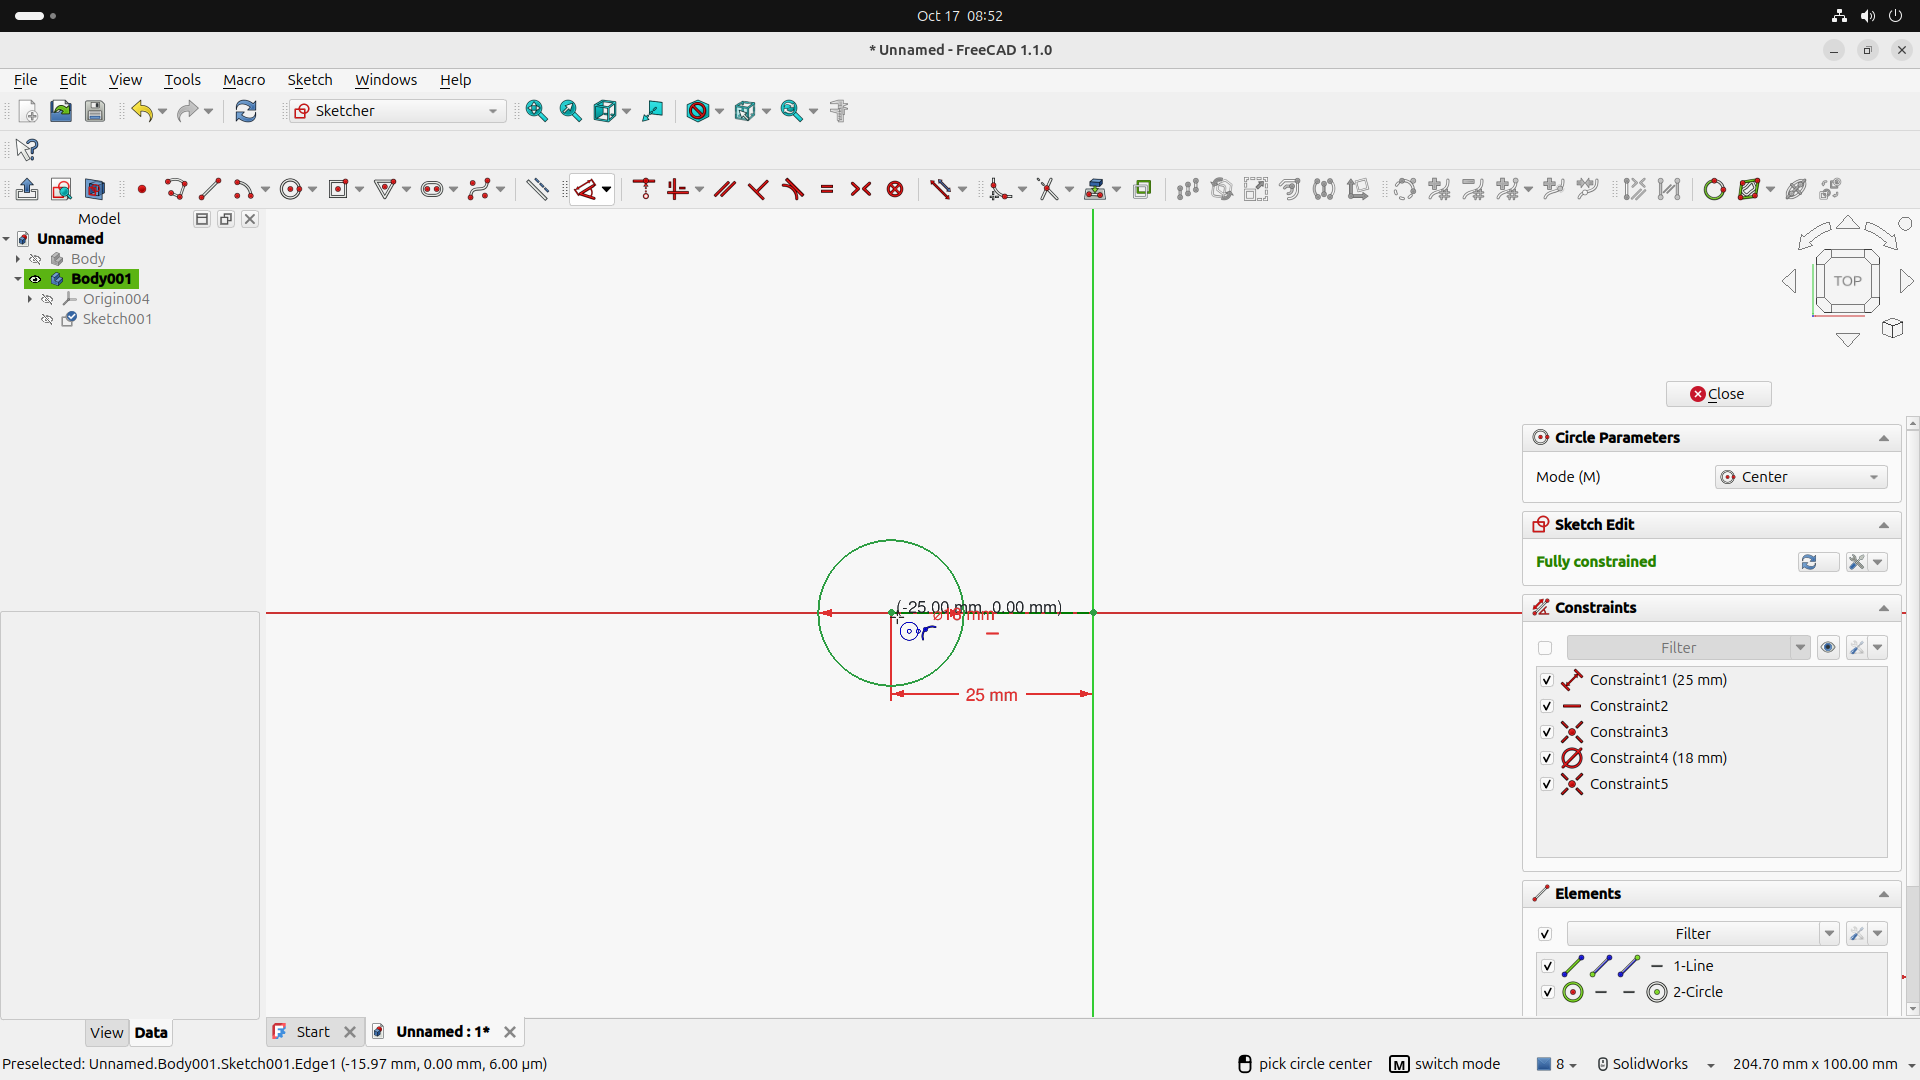 Oct 17 08:52
* Unnamed - FreeCAD 1.1.0
File Edit View Tools Macro Sketch Windows Help
Sketcher
Model
Unnamed
Body
Body001
Origin004
Sketch001
TOP
Close
Circle Parameters
Mode (M) Center
Sketch Edit
Fully constrained
Constraints
Filter
Constraint1 (25 mm)
Constraint2
Constraint3
Constraint4 (18 mm)
Constraint5
Elements
Filter
1-Line
2-Circle
(-25.00 mm, 0.00 mm)
⌀18 mm
25 mm
View Data
Start
Unnamed : 1*
Preselected: Unnamed.Body001.Sketch001.Edge1 (-15.97 mm, 0.00 mm, 6.00 μm)
pick circle center M switch mode 8 SolidWorks 204.70 mm x 100.00 mm